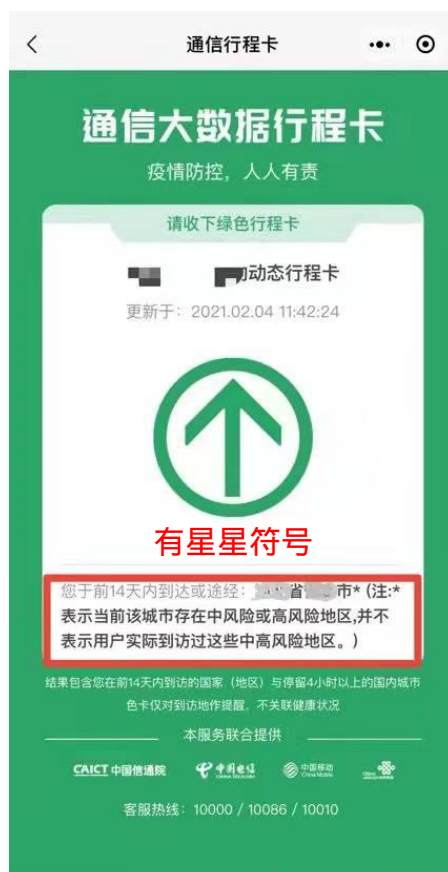 通信行程卡
通信大数据行程卡
疫情防控，人人有责
请收下绿色行程卡
动态行程卡
更新于：2021.02.04 11:42:24
有星星符号
您于前14天内到达或途经：省市* (注:*
表示当前该城市存在中风险或高风险地区,并不
表示用户实际到访过这些中高风险地区。)
结果包含您在前14天内到访的国家（地区）与停留4小时以上的国内城市
色卡仅对到访地作提醒，不关联健康状况
本服务联合提供
CAICT 中国信通院 中国电信 CHINA TELECOM 中国移动 China Mobile
客服热线：10000 / 10086 / 10010